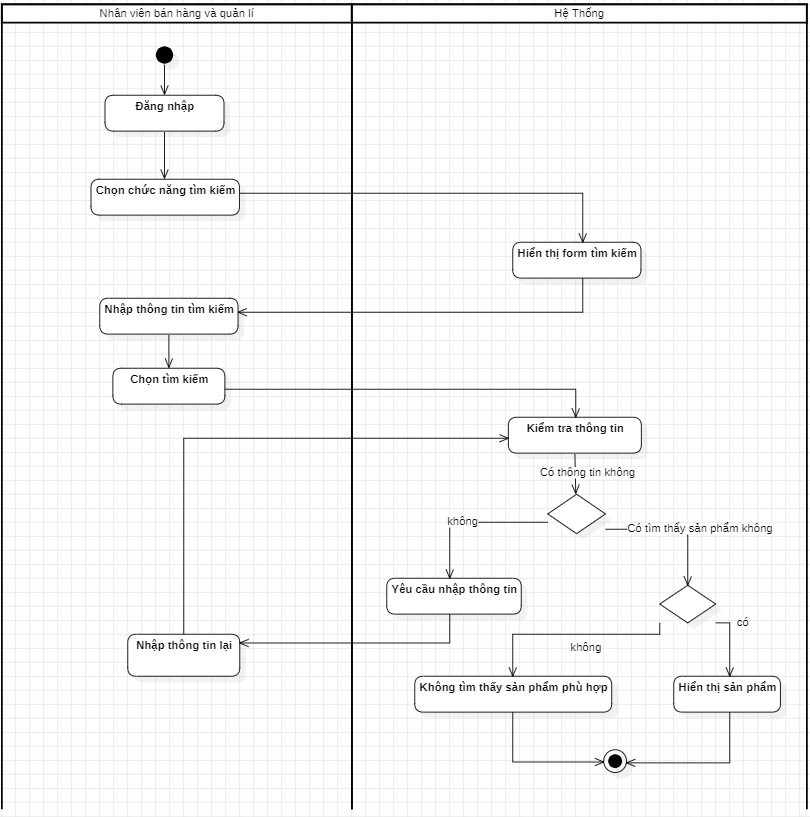 Nhân viên bán hàng và quản lí
Hệ Thống
Đăng nhập
Chọn chức năng tìm kiếm
Hiển thị form tìm kiếm
Nhập thông tin tìm kiếm
Chọn tìm kiếm
Kiểm tra thông tin
Có thông tin không
không
Có tìm thấy sản phẩm không
Yêu cầu nhập thông tin
có
Nhập thông tin lại
không
Không tìm thấy sản phẩm phù hợp
Hiển thị sản phẩm